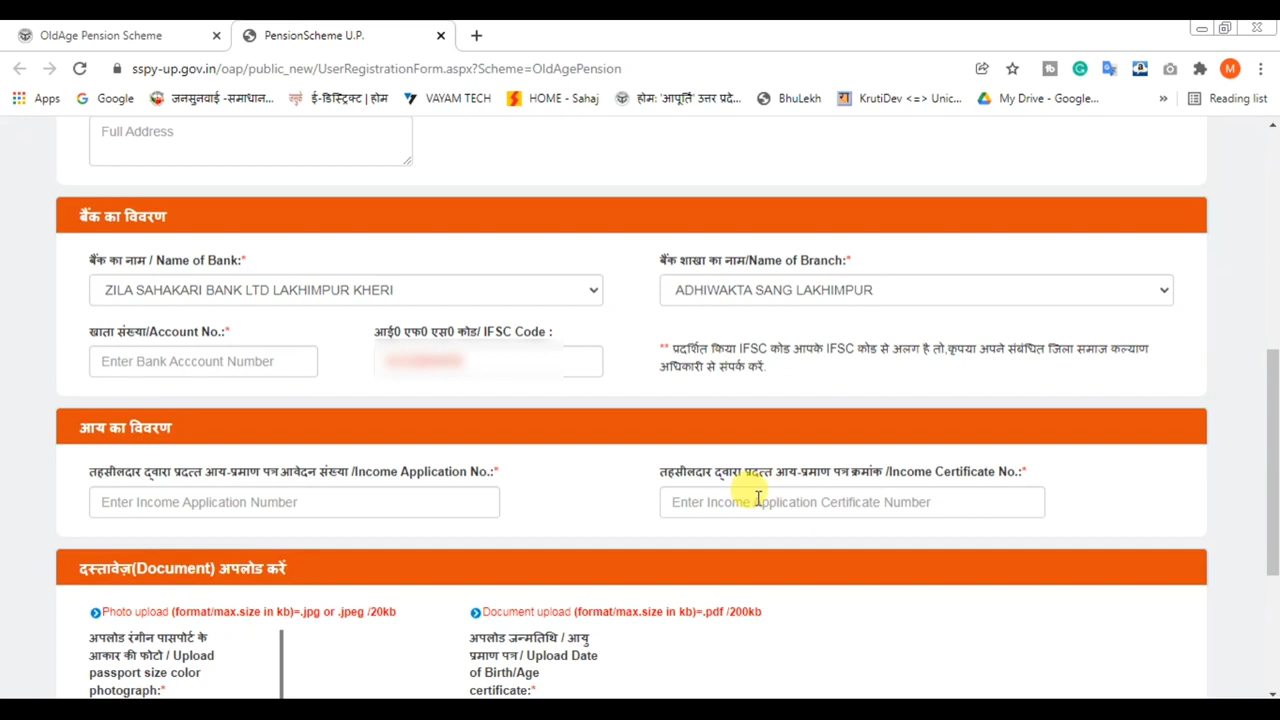 OldAge Pension Scheme
PensionScheme U.P.
sspy-up.gov.in/oap/public_new/UserRegistrationForm.aspx?Scheme=OldAgePension
M
Apps Google जनसुनवाई -समाधान... ई-डिस्ट्रिक्ट | होम VAYAM TECH HOME - Sahaj होम: 'आपूर्ति' उत्तर प्रदे... BhuLekh KrutiDev <=> Unic... My Drive - Google... » Reading list
Full Address
बैंक का विवरण
बैंक का नाम / Name of Bank:*
बैंक शाखा का नाम/Name of Branch:*
ZILA SAHAKARI BANK LTD LAKHIMPUR KHERI
ADHIWAKTA SANG LAKHIMPUR
खाता संख्या/Account No.:*
आई0 एफ0 एस0 कोड/ IFSC Code :
Enter Bank Acccount Number
** प्रदर्शित किया IFSC कोड आपके IFSC कोड से अलग है तो,कृपया अपने संबंधित जिला समाज कल्याण
अधिकारी से संपर्क करें.
आय का विवरण
तहसीलदार द्वारा प्रदत्त आय-प्रमाण पत्र आवेदन संख्या /Income Application No.:*
तहसीलदार द्वारा प्रदत्त आय-प्रमाण पत्र क्रमांक /Income Certificate No.:*
Enter Income Application Number
Enter Income Application Certificate Number
दस्तावेज़(Document) अपलोड करें
Photo upload (format/max.size in kb)=.jpg or .jpeg /20kb
Document upload (format/max.size in kb)=.pdf /200kb
अपलोड रंगीन पासपोर्ट के
आकार की फोटो / Upload
passport size color
photograph:*
अपलोड जन्मतिथि / आयु
प्रमाण पत्र / Upload Date
of Birth/Age
certificate:*